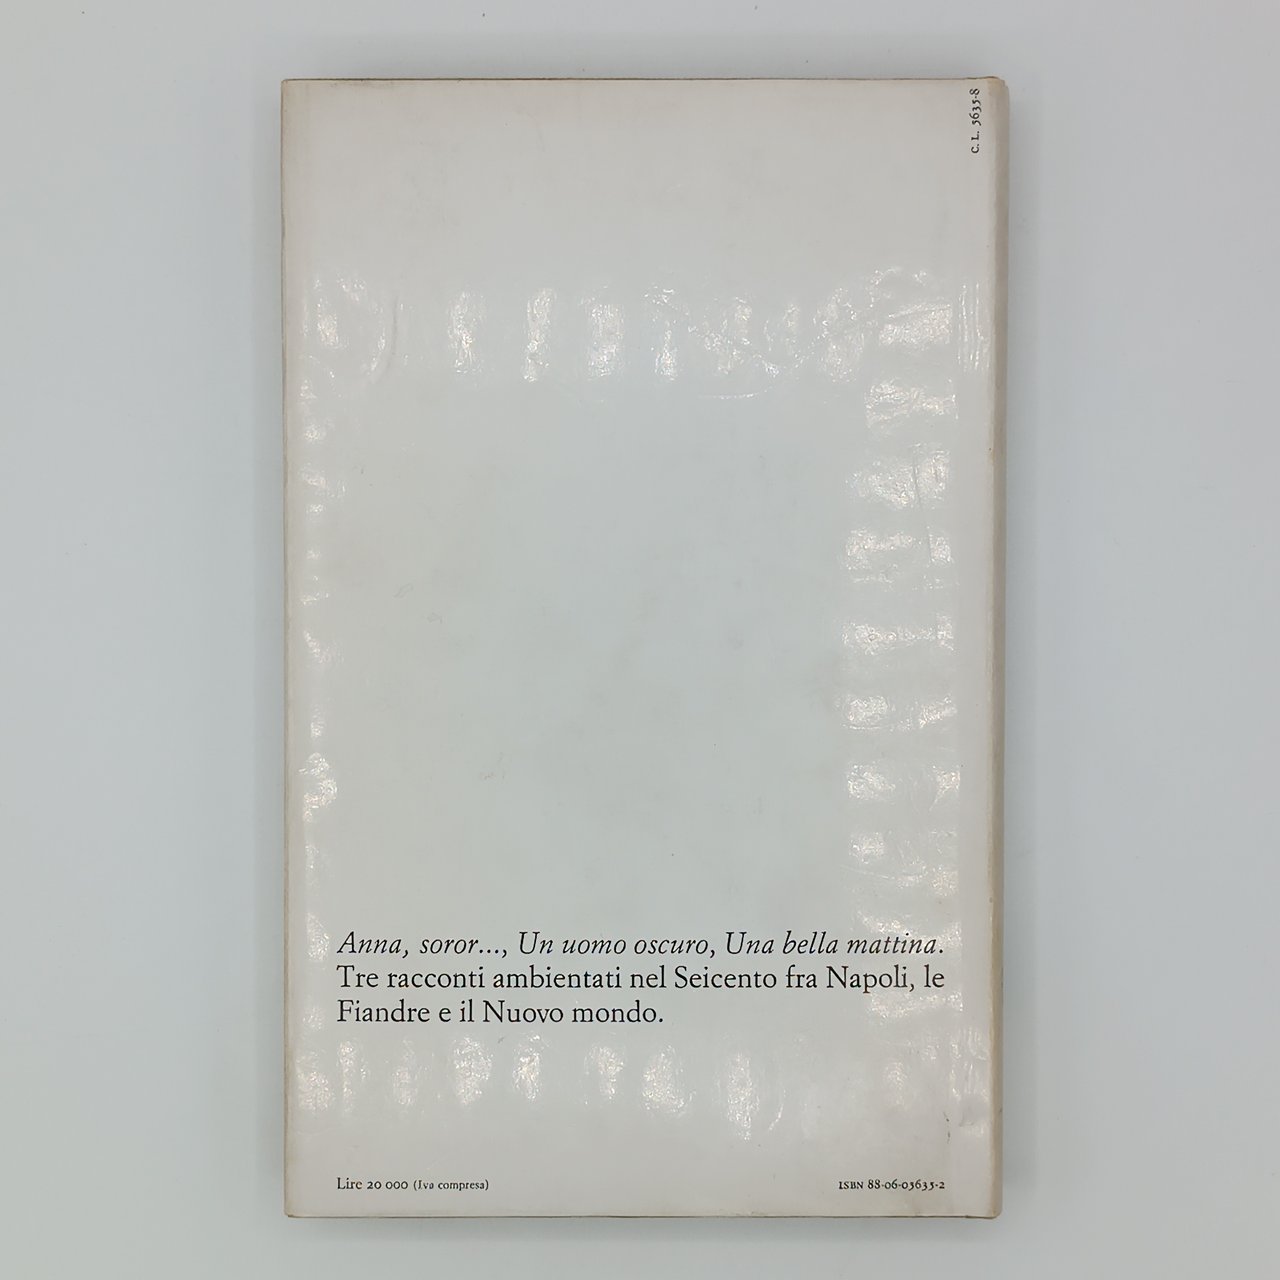 C. L. 5635-8
Anna, soror..., Un uomo oscuro, Una bella mattina.
Tre racconti ambientati nel Seicento fra Napoli, le
Fiandre e il Nuovo mondo.
Lire 20 000 (Iva compresa)
ISBN 88-06-05635-2